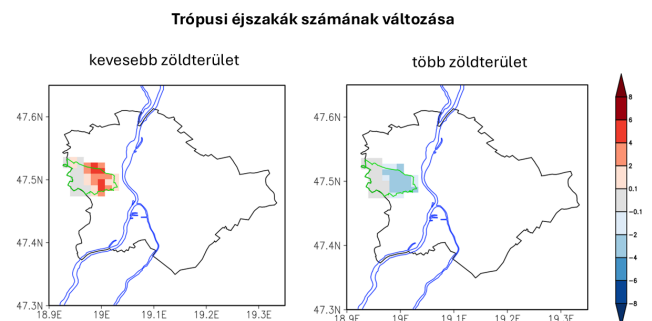 Trópusi éjszakák számának változása
kevesebb zöldterület
több zöldterület
47.6N
47.5N
47.4N
47.3N
18.9E 19E 19.1E 19.2E 19.3E
47.6N
47.5N
47.4N
47.3N
18.9E 19E 19.1E 19.2E 19.3E
8
6
4
2
0.1
−0.1
−2
−4
−6
−8